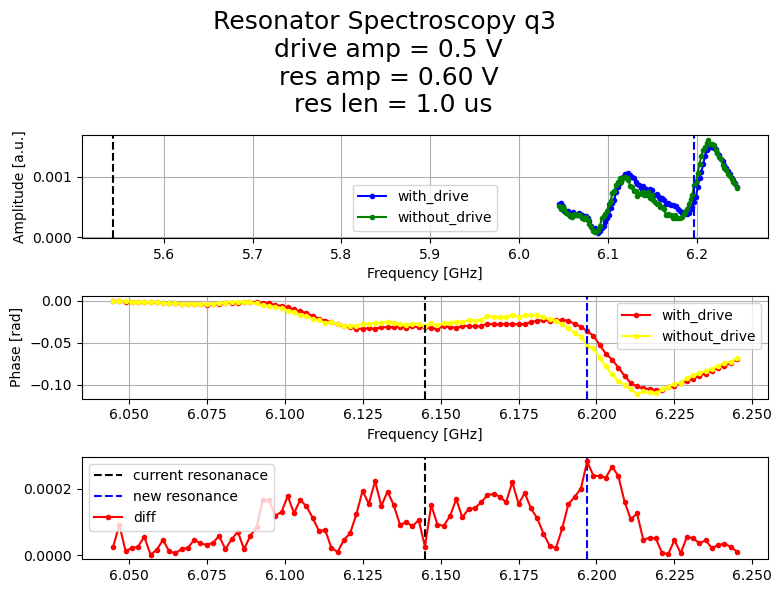 Resonator Spectroscopy q3
drive amp = 0.5 V
res amp = 0.60 V
res len = 1.0 us
Amplitude [a.u.]
0.001
0.000
with_drive
without_drive
5.6 5.7 5.8 5.9 6.0 6.1 6.2
Frequency [GHz]
Phase [rad]
0.00
−0.05
−0.10
with_drive
without_drive
6.050 6.075 6.100 6.125 6.145 6.175 6.200 6.225 6.250
Frequency [GHz]
0.0002
0.0000
current resonanace
new resonance
diff
6.050 6.075 6.100 6.125 6.150 6.175 6.200 6.225 6.250